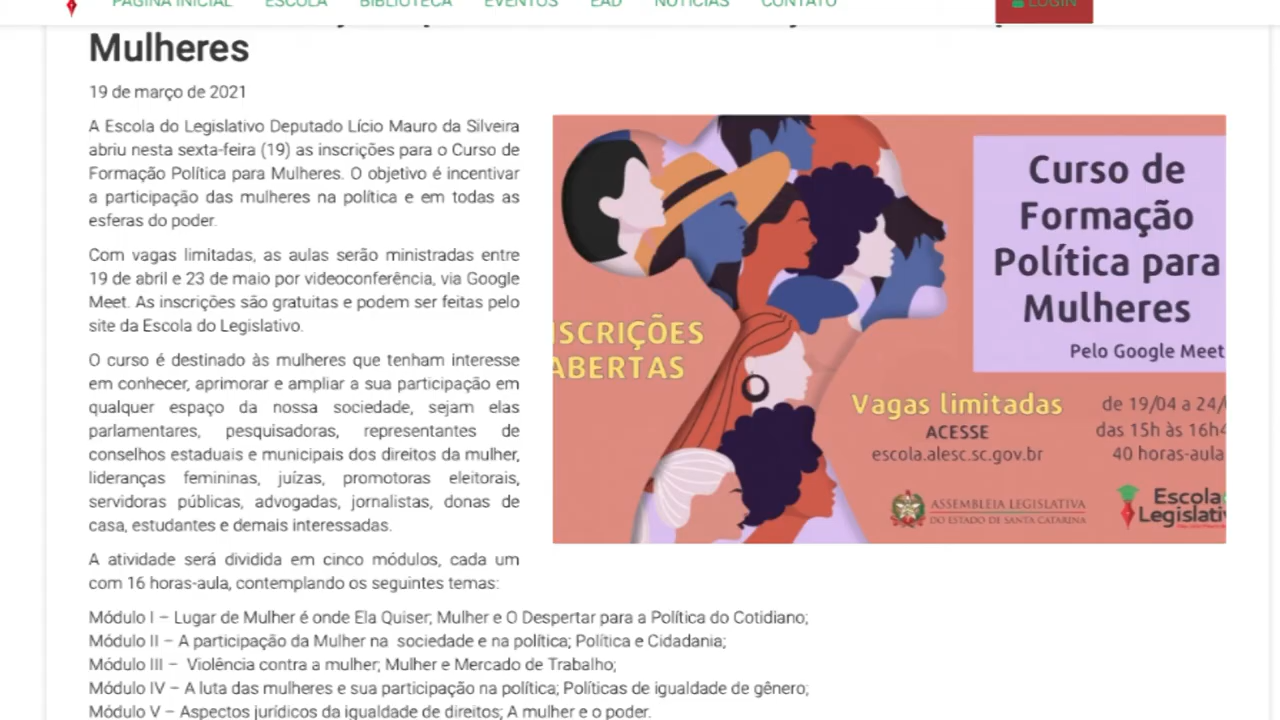 PÁGINA INICIAL ESCOLA BIBLIOTECA EVENTOS EAD NOTÍCIAS CONTATO LOGIN
Mulheres
19 de março de 2021
A Escola do Legislativo Deputado Lício Mauro da Silveira
abriu nesta sexta-feira (19) as inscrições para o Curso de
Formação Política para Mulheres. O objetivo é incentivar
a participação das mulheres na política e em todas as
esferas do poder.
Com vagas limitadas, as aulas serão ministradas entre
19 de abril e 23 de maio por videoconferência, via Google
Meet. As inscrições são gratuitas e podem ser feitas pelo
site da Escola do Legislativo.
O curso é destinado às mulheres que tenham interesse
em conhecer, aprimorar e ampliar a sua participação em
qualquer espaço da nossa sociedade, sejam elas
parlamentares, pesquisadoras, representantes de
conselhos estaduais e municipais dos direitos da mulher,
lideranças femininas, juízas, promotoras eleitorais,
servidoras públicas, advogadas, jornalistas, donas de
casa, estudantes e demais interessadas.
A atividade será dividida em cinco módulos, cada um
com 16 horas-aula, contemplando os seguintes temas:
Módulo I – Lugar de Mulher é onde Ela Quiser; Mulher e O Despertar para a Política do Cotidiano;
Módulo II – A participação da Mulher na sociedade e na política; Política e Cidadania;
Módulo III – Violência contra a mulher; Mulher e Mercado de Trabalho;
Módulo IV – A luta das mulheres e sua participação na política; Políticas de igualdade de gênero;
Módulo V – Aspectos jurídicos da igualdade de direitos; A mulher e o poder.
Curso de
Formação
Política para
Mulheres
Pelo Google Meet
NSCRIÇÕES
ABERTAS
Vagas limitadas
ACESSE
escola.alesc.sc.gov.br
de 19/04 a 24/
das 15h às 16h4
40 horas-aula
ASSEMBLEIA LEGISLATIVA
DO ESTADO DE SANTA CATARINA
Escola
Legislativ